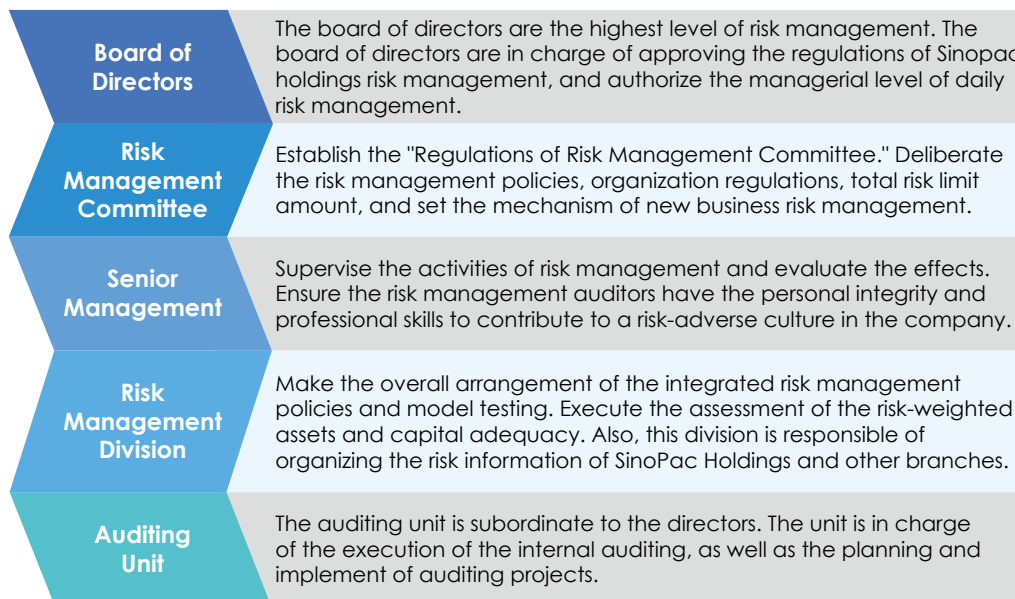 Board of
Directors
The board of directors are the highest level of risk management. The
board of directors are in charge of approving the regulations of Sinopac
holdings risk management, and authorize the managerial level of daily
risk management.
Risk
Management
Committee
Establish the "Regulations of Risk Management Committee." Deliberate
the risk management policies, organization regulations, total risk limit
amount, and set the mechanism of new business risk management.
Senior
Management
Supervise the activities of risk management and evaluate the effects.
Ensure the risk management auditors have the personal integrity and
professional skills to contribute to a risk-adverse culture in the company.
Risk
Management
Division
Make the overall arrangement of the integrated risk management
policies and model testing. Execute the assessment of the risk-weighted
assets and capital adequacy. Also, this division is responsible of
organizing the risk information of SinoPac Holdings and other branches.
Auditing
Unit
The auditing unit is subordinate to the directors. The unit is in charge
of the execution of the internal auditing, as well as the planning and
implement of auditing projects.